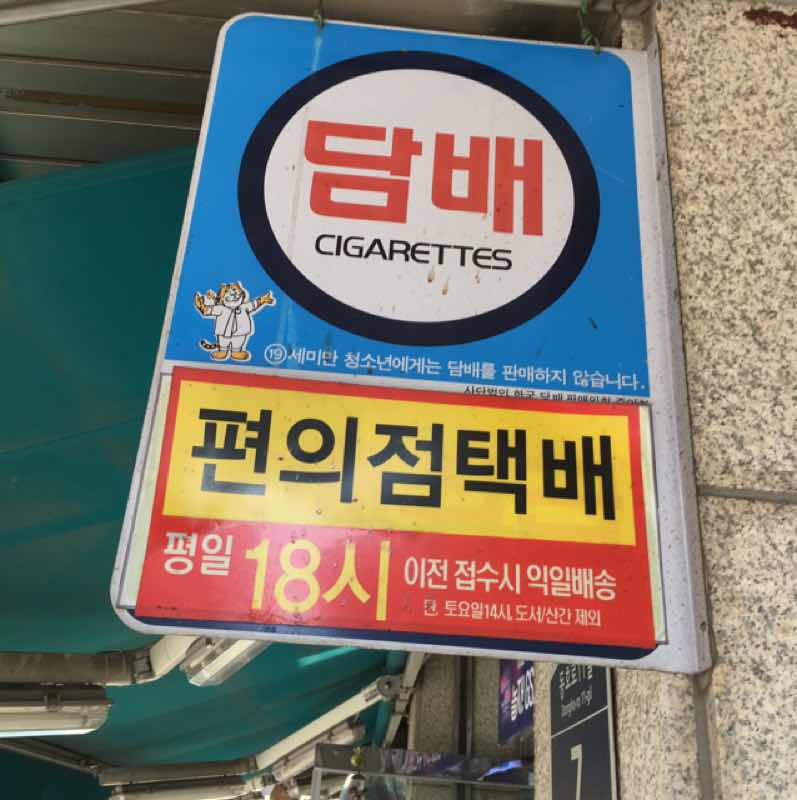 담배
CIGARETTES
19 세미만 청소년에게는 담배를 판매하지 않습니다.
편의점택배
평일 18시 이전 접수시 익일배송
단, 토요일14시, 도서/산간 제외
7